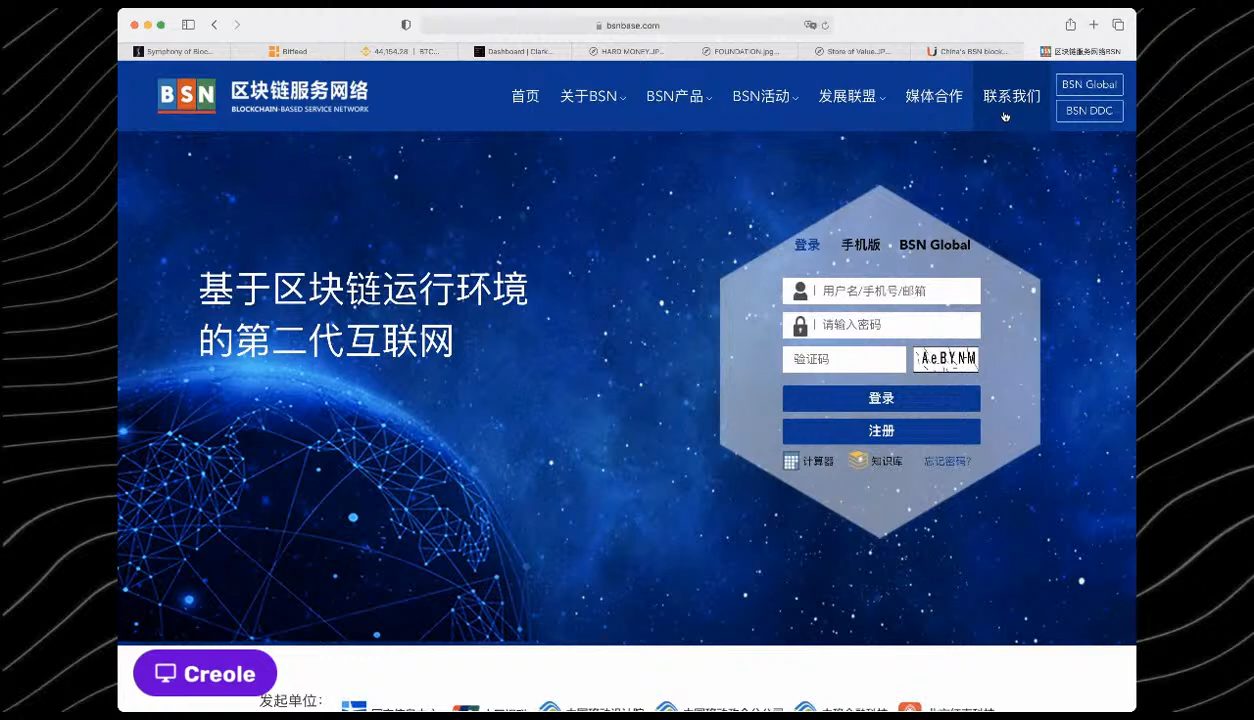 bsnbase.com
Symphony of Bloc...
Bitfeed
44,154.28 | BTC...
Dashboard | Clark...
HARD MONEY.JP...
FOUNDATION.jpg...
Store of Value.JP...
China's BSN block...
区块链服务网络BSN
BSN 区块链服务网络
BLOCKCHAIN-BASED SERVICE NETWORK
首页 关于BSN BSN产品 BSN活动 发展联盟 媒体合作 联系我们
BSN Global
BSN DDC
基于区块链运行环境
的第二代互联网
登录 手机版 BSN Global
用户名/手机号/邮箱
请输入密码
验证码 AeBYNM
登录
注册
计算器 知识库 忘记密码?
Creole
发起单位：